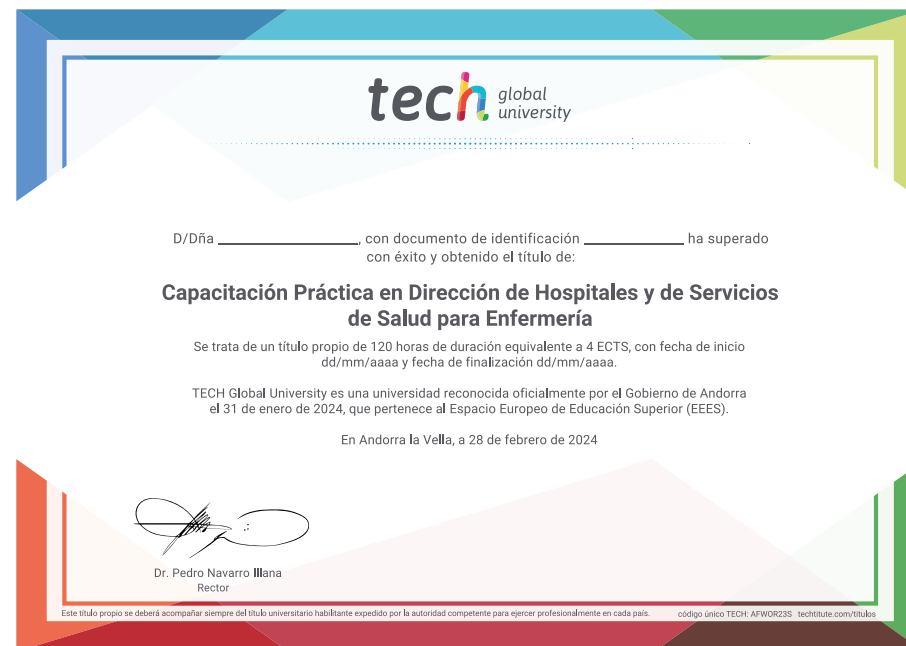 tech global university
D/Dña ______________, con documento de identificación __________ ha superado
con éxito y obtenido el título de:
Capacitación Práctica en Dirección de Hospitales y de Servicios
de Salud para Enfermería
Se trata de un título propio de 120 horas de duración equivalente a 4 ECTS, con fecha de inicio
dd/mm/aaaa y fecha de finalización dd/mm/aaaa.
TECH Global University es una universidad reconocida oficialmente por el Gobierno de Andorra
el 31 de enero de 2024, que pertenece al Espacio Europeo de Educación Superior (EEES).
En Andorra la Vella, a 28 de febrero de 2024
Dr. Pedro Navarro Illana
Rector
Este título propio se deberá acompañar siempre del título universitario habilitante expedido por la autoridad competente para ejercer profesionalmente en cada país. código único TECH: AFWOR23S techtitute.com/titulos